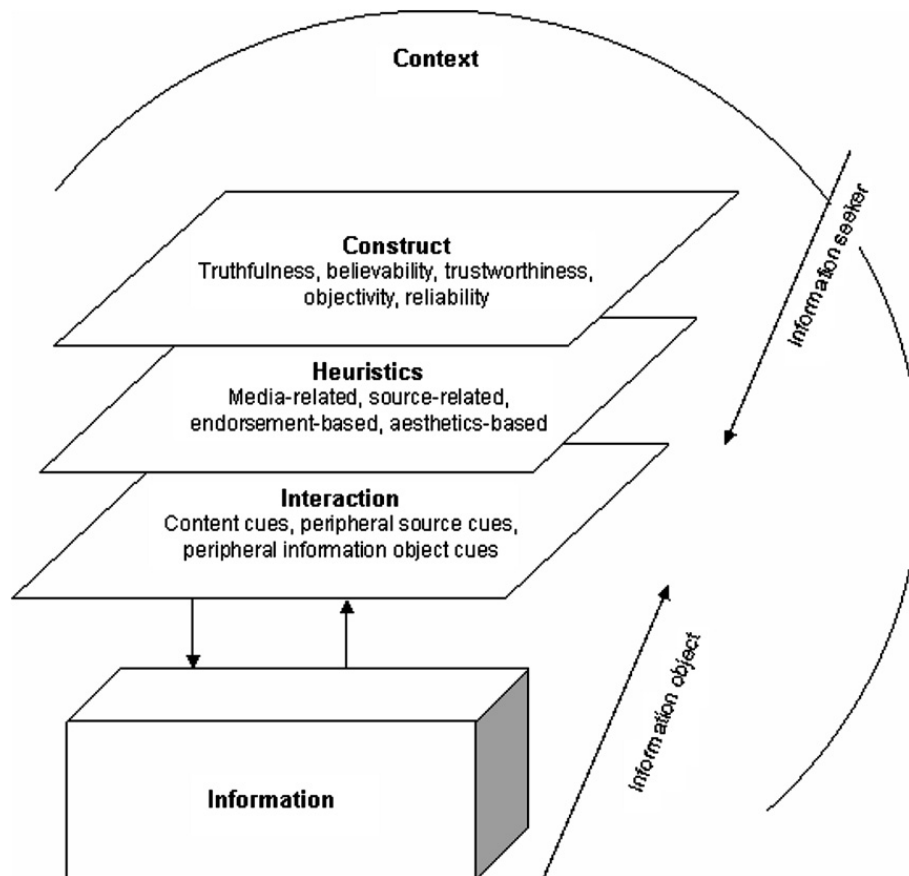 Context
Construct
Truthfulness, believability, trustworthiness,
objectivity, reliability
Information seeker
Heuristics
Media-related, source-related,
endorsement-based, aesthetics-based
Interaction
Content cues, peripheral source cues,
peripheral information object cues
Information object
Information